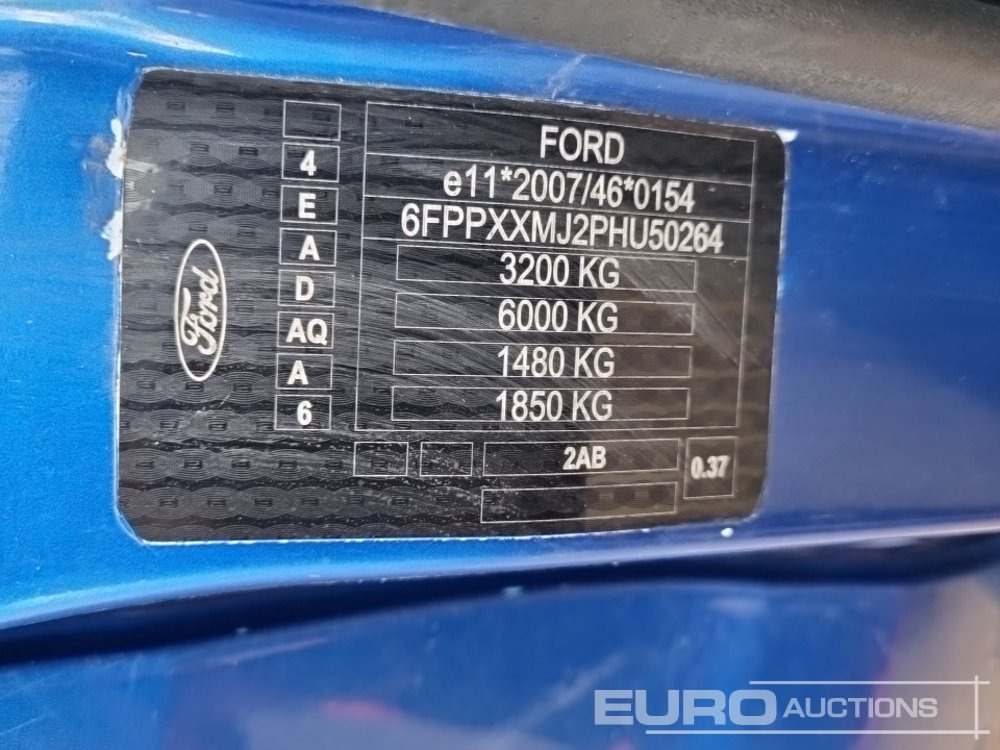 FORD
e11*2007/46*0154
6FPPXXMJ2PHU50264
3200 KG
6000 KG
1480 KG
1850 KG
4
E
A
D
AQ
A
6
Ford
2AB
0.37
EURO AUCTIONS